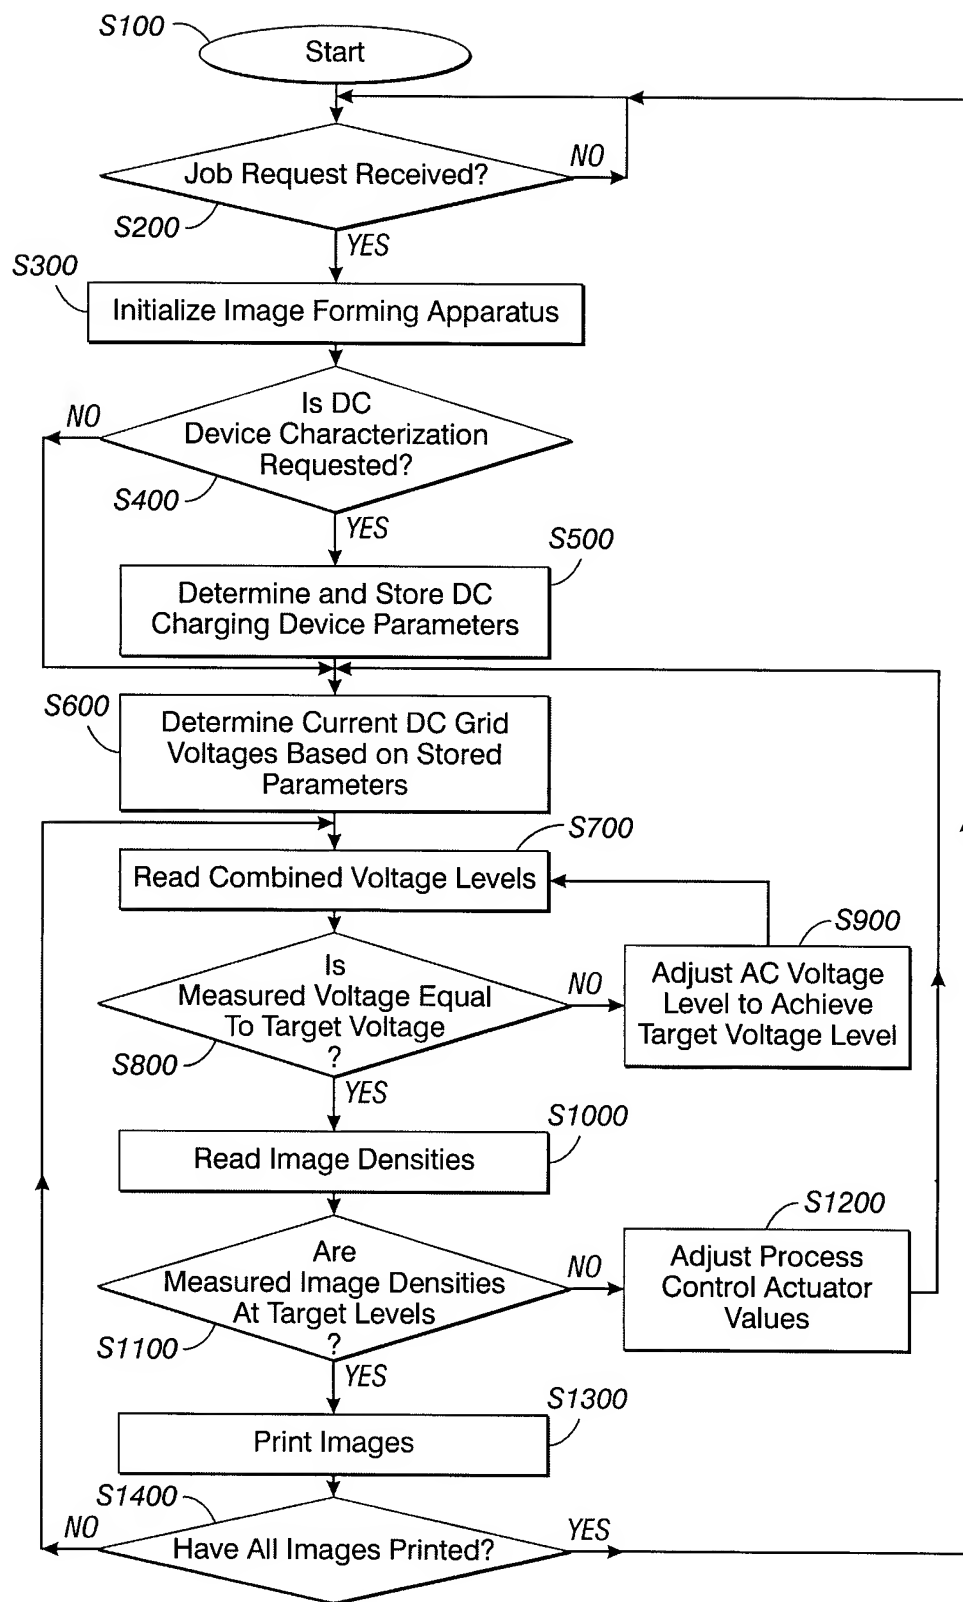 S100
Start
Job Request Received?
NO
S200
YES
S300
Initialize Image Forming Apparatus
NO
Is DC
Device Characterization
Requested?
S400
YES
S500
Determine and Store DC
Charging Device Parameters
S600
Determine Current DC Grid
Voltages Based on Stored
Parameters
S700
Read Combined Voltage Levels
S900
Is
Measured Voltage Equal
To Target Voltage
?
NO
Adjust AC Voltage
Level to Achieve
Target Voltage Level
S800
YES
S1000
Read Image Densities
S1200
Are
Measured Image Densities
At Target Levels
?
NO
Adjust Process
Control Actuator
Values
S1100
YES
S1300
Print Images
S1400
NO
Have All Images Printed?
YES